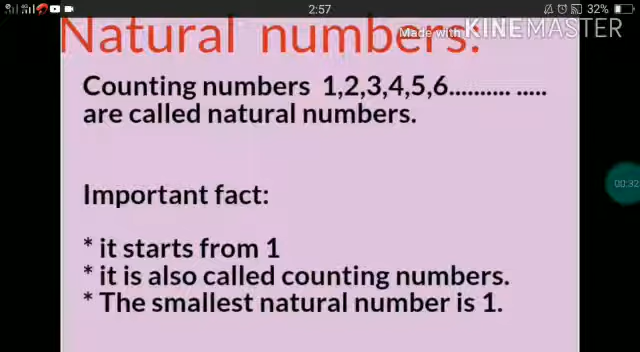 2:57
32%
Natural numbers:
Made with KINEMASTER
Counting numbers 1,2,3,4,5,6.......... .....
are called natural numbers.
00:32
Important fact:
* it starts from 1
* it is also called counting numbers.
* The smallest natural number is 1.